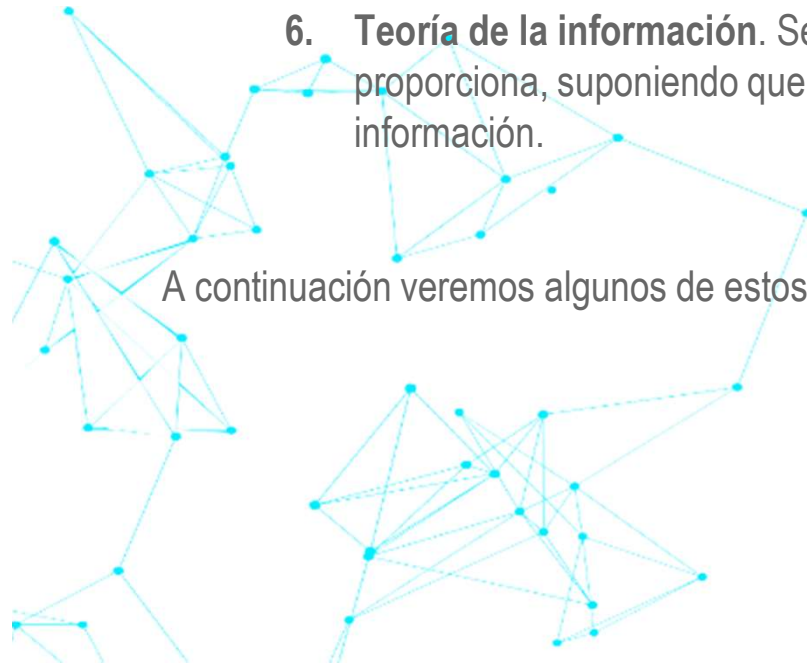 6. Teoría de la información. Se
proporciona, suponiendo que
información.
A continuación veremos algunos de estos